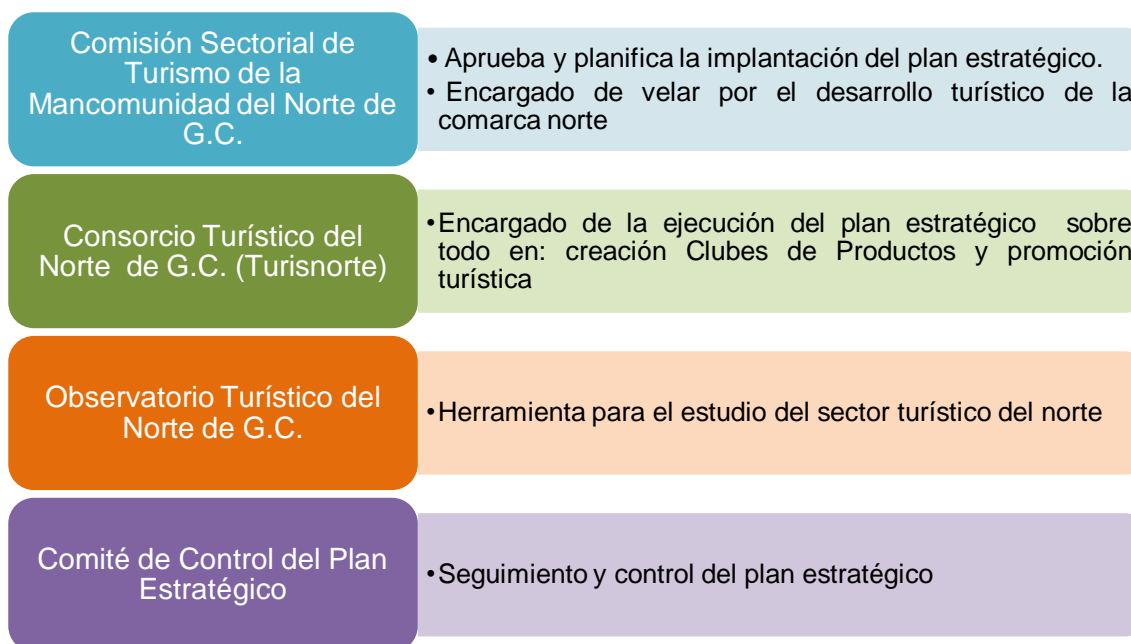 Comisión Sectorial de
Turismo de la
Mancomunidad del Norte de
G.C.
• Aprueba y planifica la implantación del plan estratégico.
• Encargado de velar por el desarrollo turístico de la
comarca norte
Consorcio Turístico del
Norte de G.C. (Turisnorte)
•Encargado de la ejecución del plan estratégico sobre
todo en: creación Clubes de Productos y promoción
turística
Observatorio Turístico del
Norte de G.C.
•Herramienta para el estudio del sector turístico del norte
Comité de Control del Plan
Estratégico
•Seguimiento y control del plan estratégico